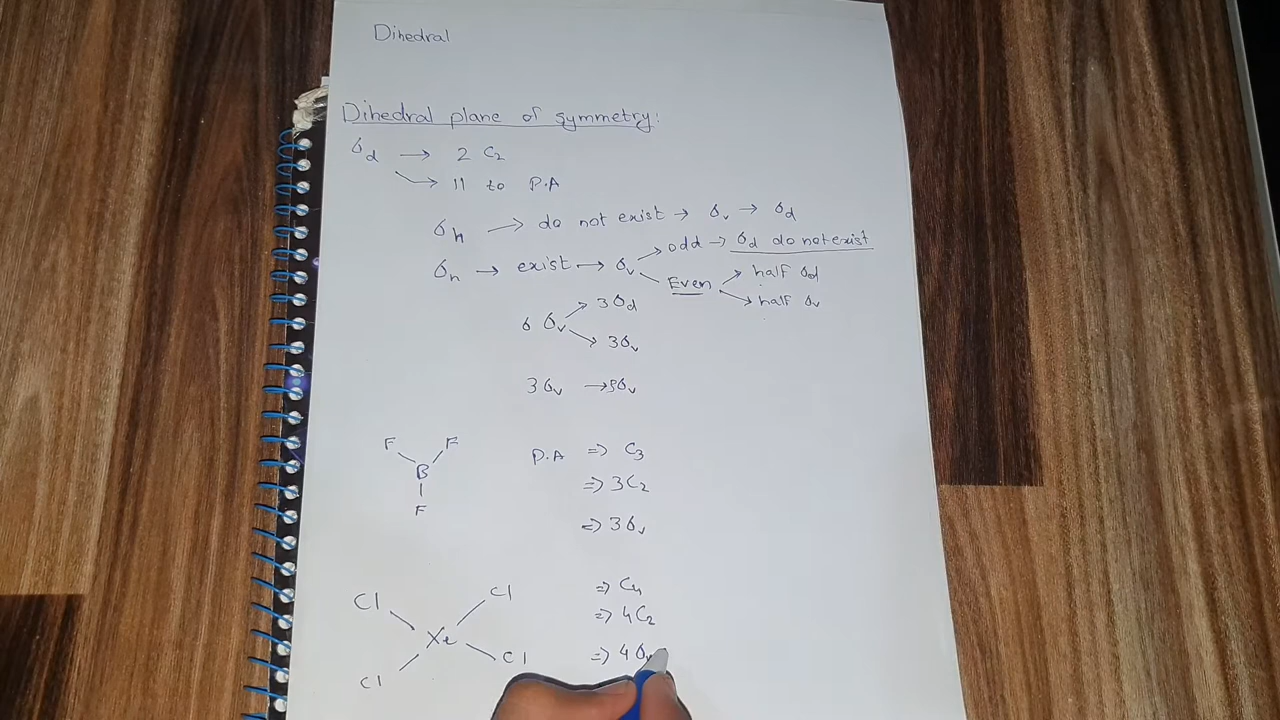 Dihedral
Dihedral plane of symmetry:
σd → 2 C2
→ 11 to P.A
σh → do not exist → σv → σd
σh → exist → σv → odd → σd do not exist
Even → half σd
→ half σv
6 σv → 3σd
→ 3σv
3σv → 3σv
F F
B
F
P.A ⇒ C3
⇒ 3C2
⇒ 3σv
Cl Cl
Xe
Cl Cl
⇒ C4
⇒ 4C2
⇒ 4σv